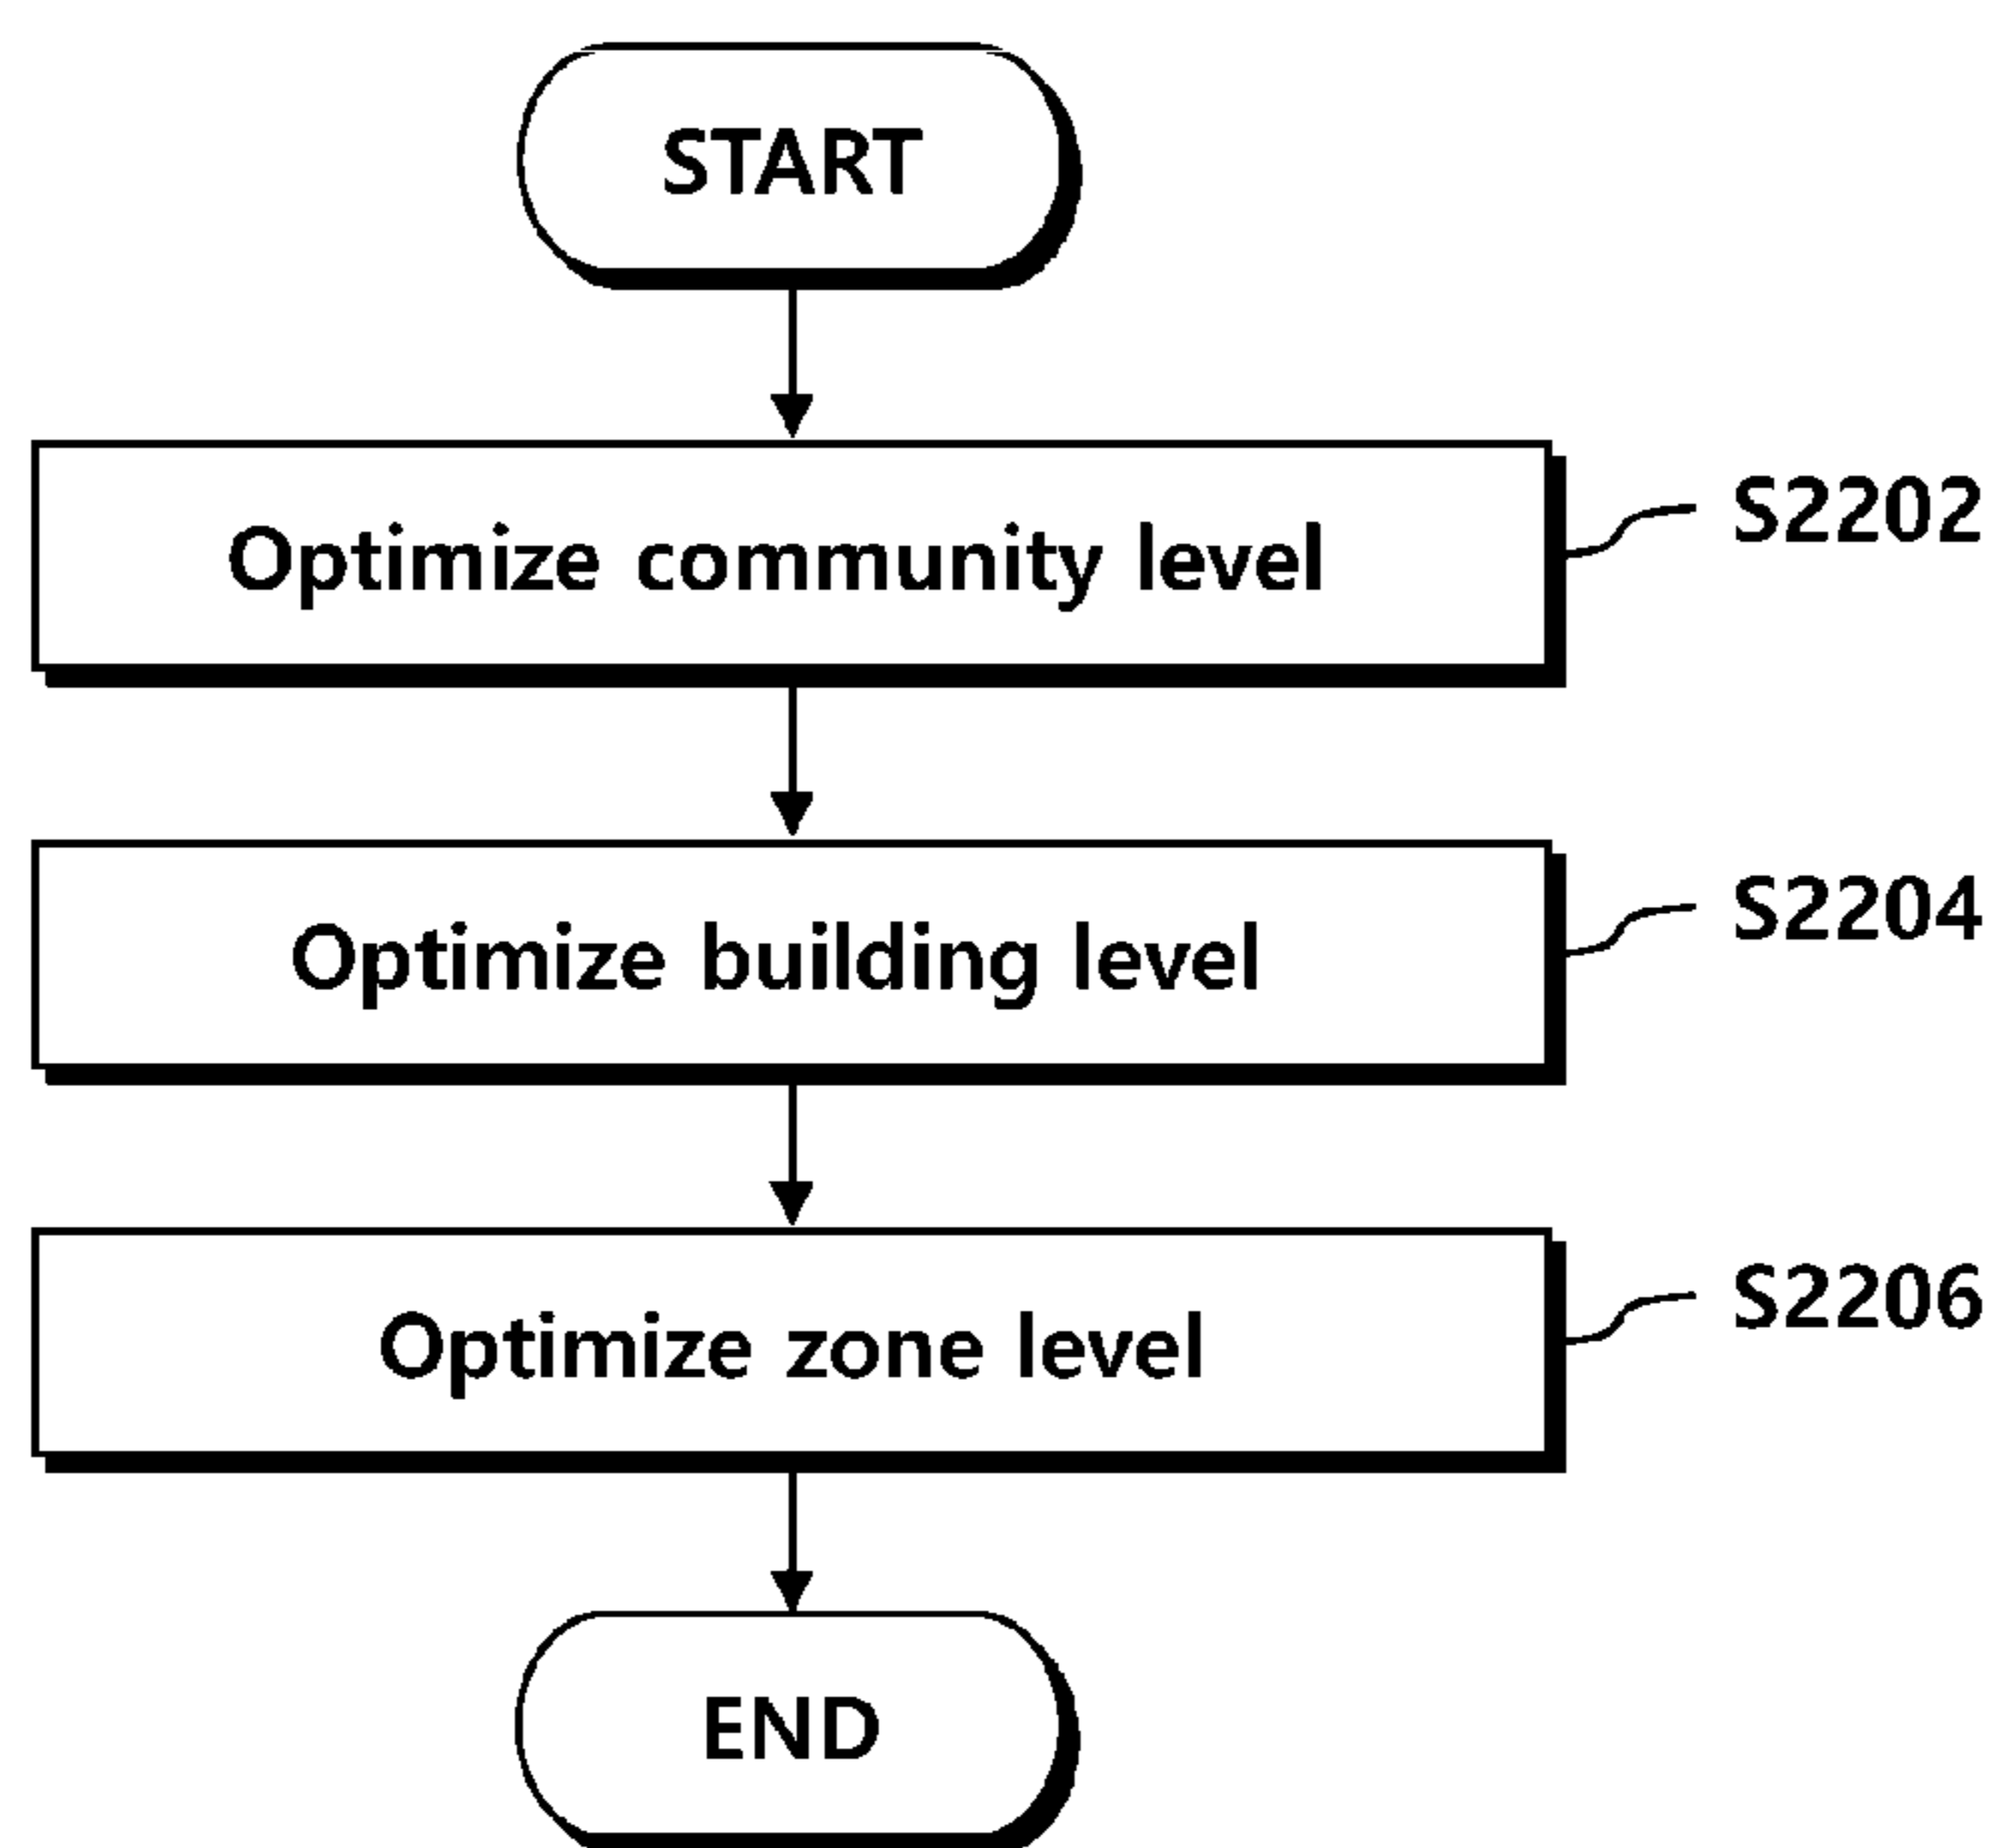 START
Optimize community level
S2202
Optimize building level
S2204
Optimize zone level
S2206
END